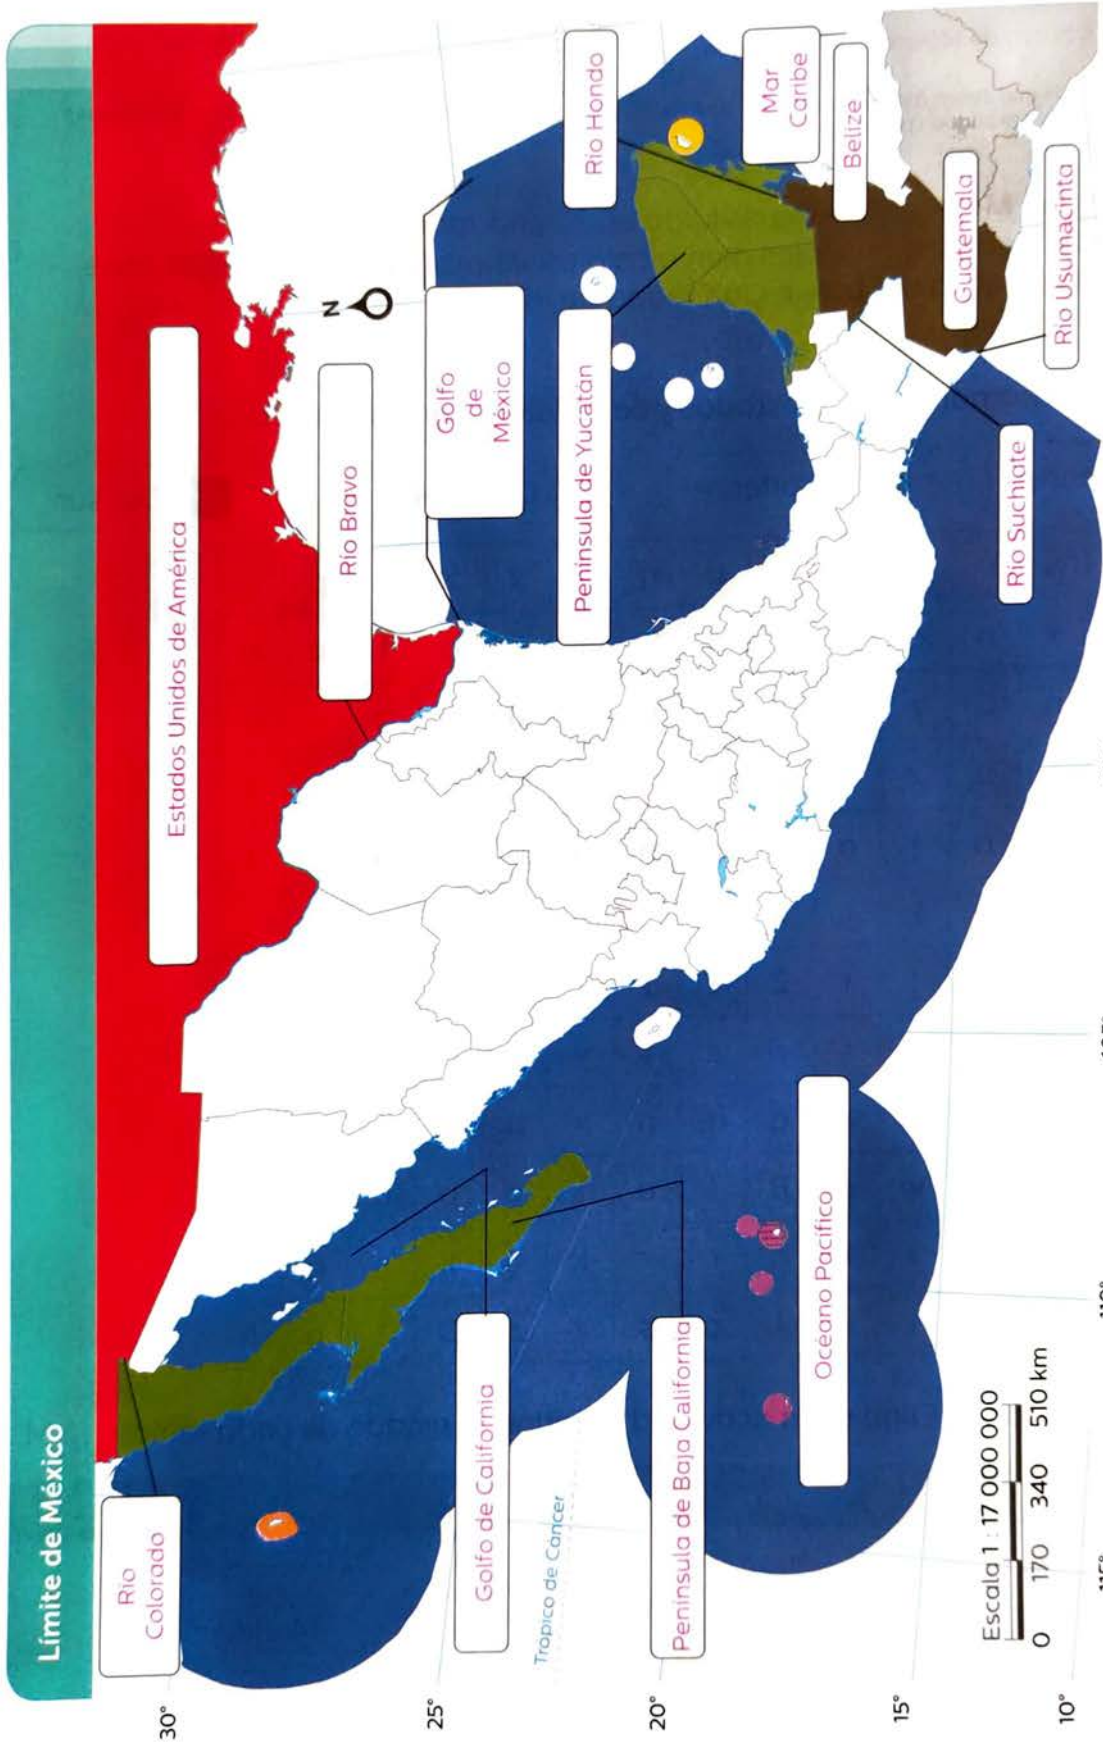 Límite de México
Estados Unidos de América
Río
Colorado
Río Bravo
N
Golfo
de
México
Golfo de California
Península de Yucatán
Río Hondo
Tropico de Cáncer
Península de Baja California
Mar
Caribe
Belize
Océano Pacífico
Guatemala
Río Suchiate
Río Usumacinta
Escala 1 : 17 000 000
0 170 340 510 km
30°
25°
20°
15°
10°